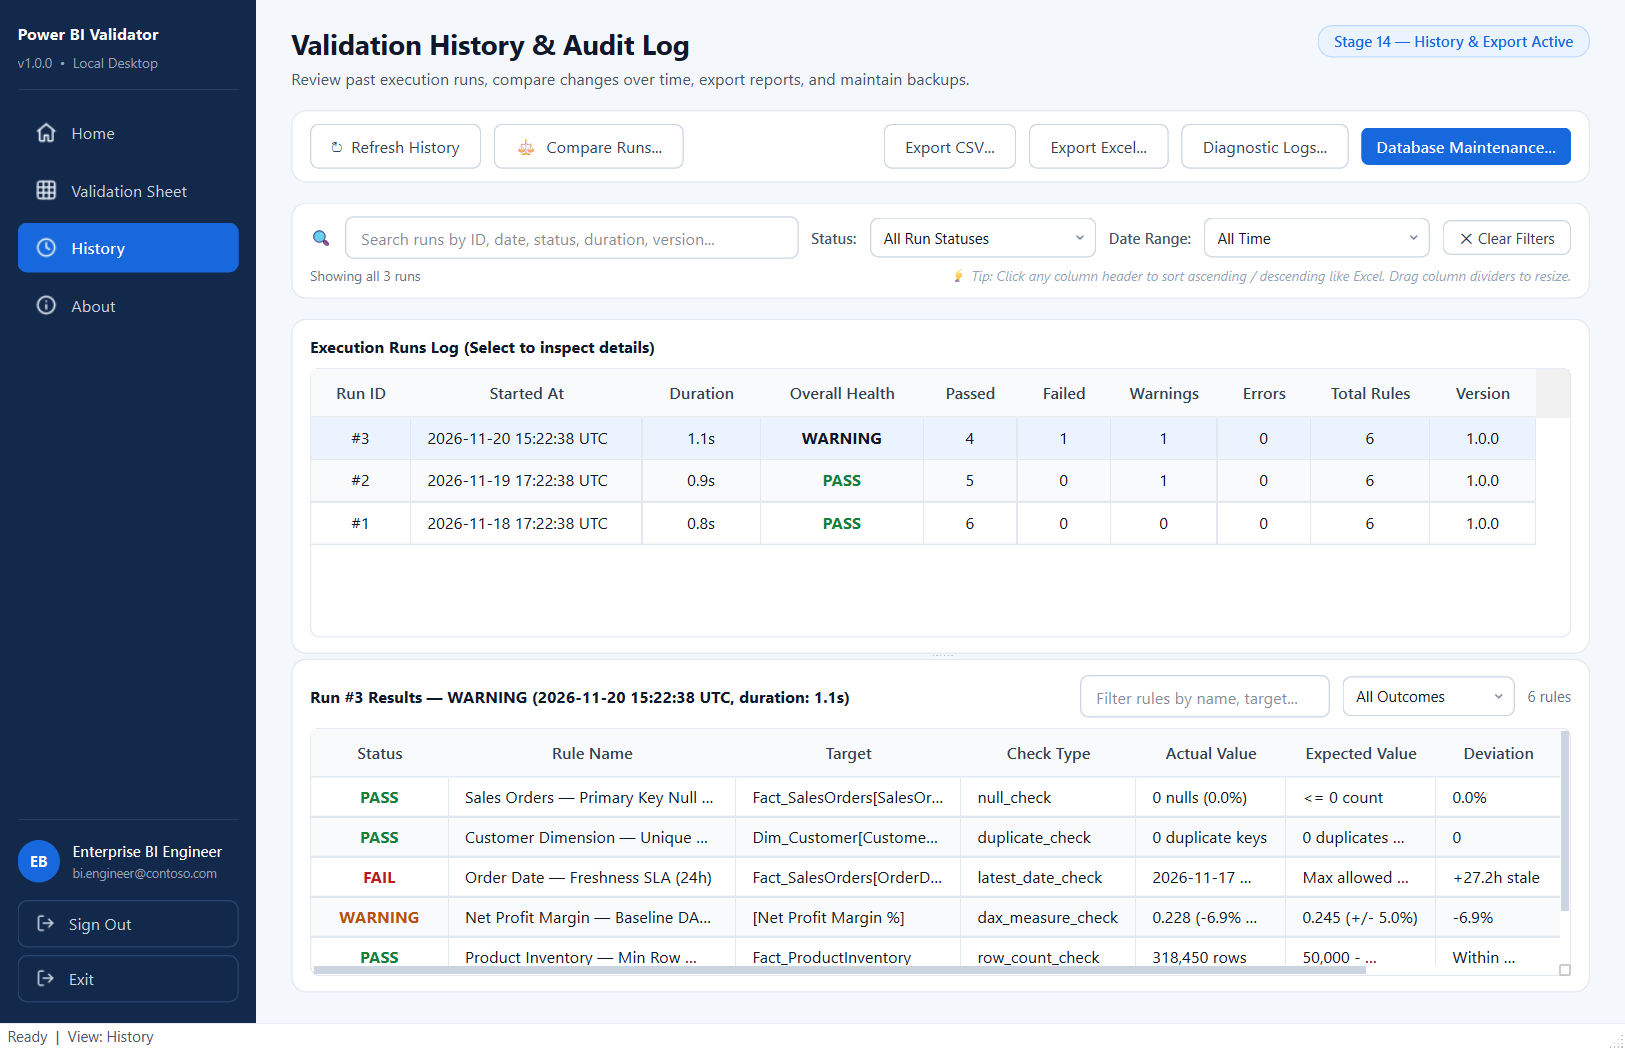 Power BI Validator
v1.0.0 • Local Desktop
Home
Validation Sheet
History
About
Enterprise BI Engineer
EB
bi.engineer@contoso.com
Sign Out
Exit
Validation History & Audit Log
Stage 14 — History & Export Active
Review past execution runs, compare changes over time, export reports, and maintain backups.
Refresh History
Compare Runs...
Export CSV...
Export Excel...
Diagnostic Logs...
Database Maintenance...
Search runs by ID, date, status, duration, version...
Status:
All Run Statuses
Date Range:
All Time
Clear Filters
Showing all 3 runs
Tip: Click any column header to sort ascending / descending like Excel. Drag column dividers to resize.
Execution Runs Log (Select to inspect details)
Run ID Started At Duration Overall Health Passed Failed Warnings Errors Total Rules Version
#3 2026-11-20 15:22:38 UTC 1.1s WARNING 4 1 1 0 6 1.0.0
#2 2026-11-19 17:22:38 UTC 0.9s PASS 5 0 1 0 6 1.0.0
#1 2026-11-18 17:22:38 UTC 0.8s PASS 6 0 0 0 6 1.0.0
Run #3 Results — WARNING (2026-11-20 15:22:38 UTC, duration: 1.1s)
Filter rules by name, target...
All Outcomes
6 rules
Status Rule Name Target Check Type Actual Value Expected Value Deviation
PASS Sales Orders — Primary Key Null ... Fact_SalesOrders[SalesOr... null_check 0 nulls (0.0%) <= 0 count 0.0%
PASS Customer Dimension — Unique ... Dim_Customer[Custome... duplicate_check 0 duplicate keys 0 duplicates ... 0
FAIL Order Date — Freshness SLA (24h) Fact_SalesOrders[OrderD... latest_date_check 2026-11-17 ... Max allowed ... +27.2h stale
WARNING Net Profit Margin — Baseline DA... [Net Profit Margin %] dax_measure_check 0.228 (-6.9% ... 0.245 (+/- 5.0%) -6.9%
PASS Product Inventory — Min Row ... Fact_ProductInventory row_count_check 318,450 rows 50,000 - ... Within ...
Ready | View: History